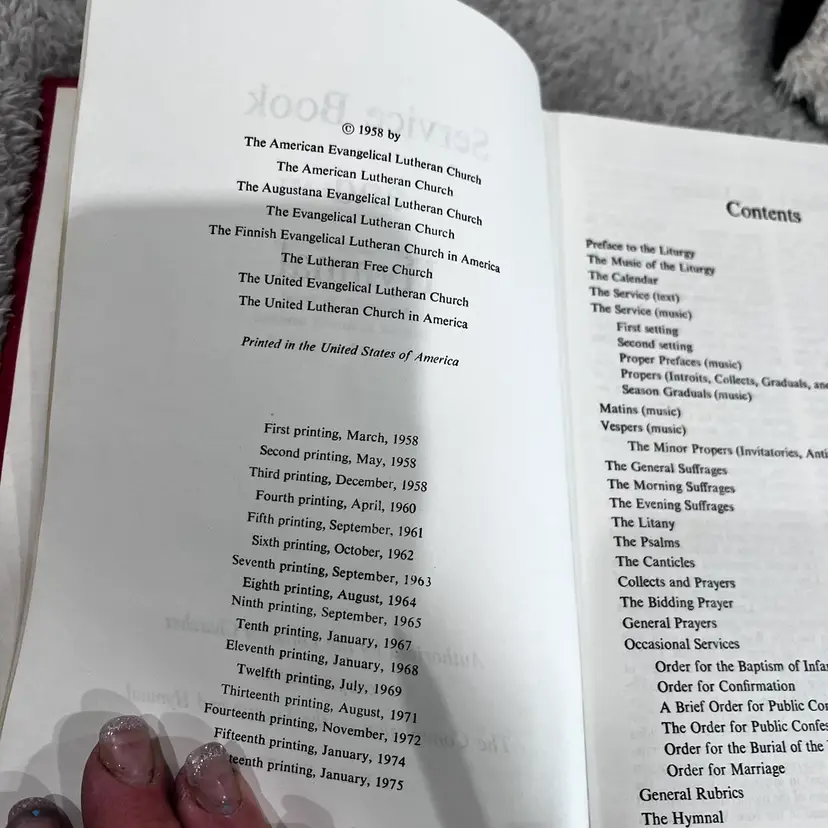 © 1958 by
The American Evangelical Lutheran Church
The American Lutheran Church
The Augustana Evangelical Lutheran Church
The Evangelical Lutheran Church
The Finnish Evangelical Lutheran Church in America
The Lutheran Free Church
The United Evangelical Lutheran Church
The United Lutheran Church in America
Printed in the United States of America
First printing, March, 1958
Second printing, May, 1958
Third printing, December, 1958
Fourth printing, April, 1960
Fifth printing, September, 1961
Sixth printing, October, 1962
Seventh printing, September, 1963
Eighth printing, August, 1964
Ninth printing, September, 1965
Tenth printing, January, 1967
Eleventh printing, January, 1968
Twelfth printing, July, 1969
Thirteenth printing, August, 1971
Fourteenth printing, November, 1972
Fifteenth printing, January, 1974
teenth printing, January, 1975
Contents
Preface to the Liturgy
The Music of the Liturgy
The Calendar
The Service (text)
The Service (music)
First setting
Second setting
Proper Prefaces (music)
Propers (Introits, Collects, Graduals, and
Season Graduals (music)
Matins (music)
Vespers (music)
The Minor Propers (Invitatories, Anti
The General Suffrages
The Morning Suffrages
The Evening Suffrages
The Litany
The Psalms
The Canticles
Collects and Prayers
The Bidding Prayer
General Prayers
Occasional Services
Order for the Baptism of Infa
Order for Confirmation
A Brief Order for Public Con
The Order for Public Confes
Order for the Burial of the
Order for Marriage
General Rubrics
The Hymnal